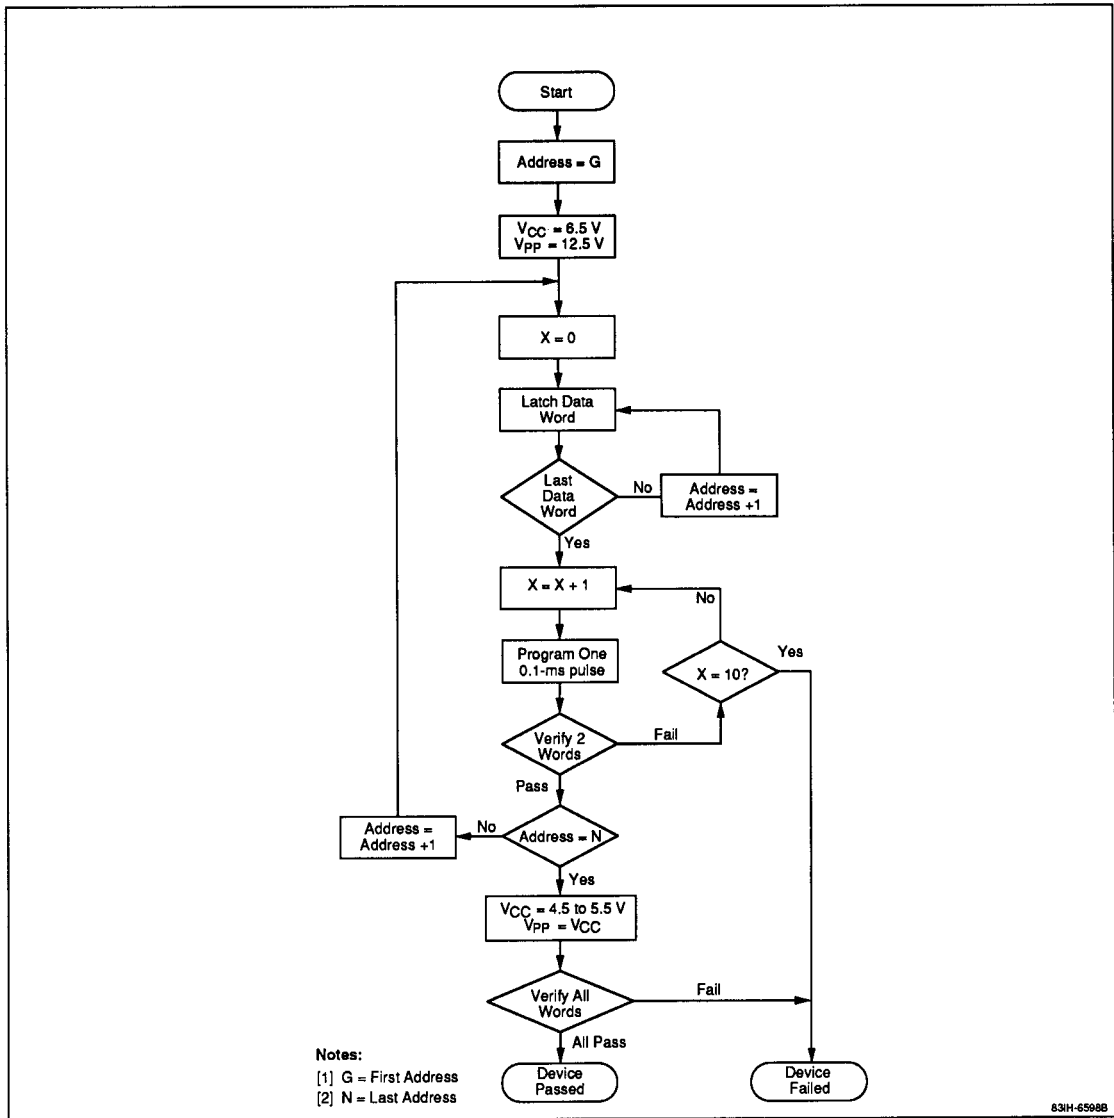 Start
Address = G
VCC = 6.5 V
VPP = 12.5 V
X = 0
Latch Data
Word
Last
Data
Word
No
Address =
Address +1
Yes
X = X + 1
No
Program One
0.1-ms pulse
X = 10?
Yes
Verify 2
Words
Fail
Pass
Address =
Address +1
No
Address = N
Yes
VCC = 4.5 to 5.5 V
VPP = VCC
Verify All
Words
Fail
All Pass
Device
Passed
Device
Failed
Notes:
[1] G = First Address
[2] N = Last Address
83IH-6598B